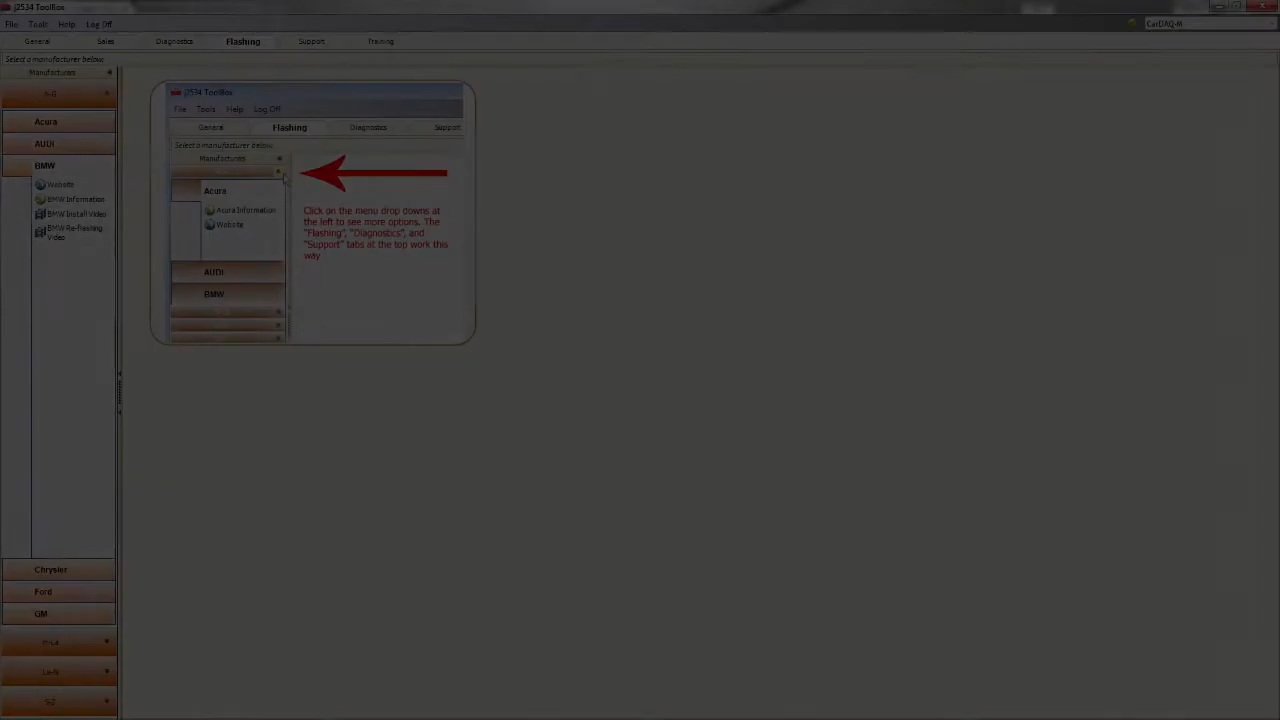 j2534 ToolBox
File Tools Help Log Off
CarDAQ-M
General Sales Diagnostics Flashing Support Training
Select a manufacturer below:
Manufactures
A-G
Acura
AUDI
BMW
Website
BMW Information
BMW Install Video
BMW Re-flashing
Video
Chrysler
Ford
GM
S-Z
j2534 ToolBox
File Tools Help Log Off
General Flashing Diagnostics Support
Select a manufacturer below:
Manufactures
Acura
Acura Information
Website
AUDI
BMW
Click on the menu drop downs at
the left to see more options. The
"Flashing", "Diagnostics", and
"Support" tabs at the top work this
way